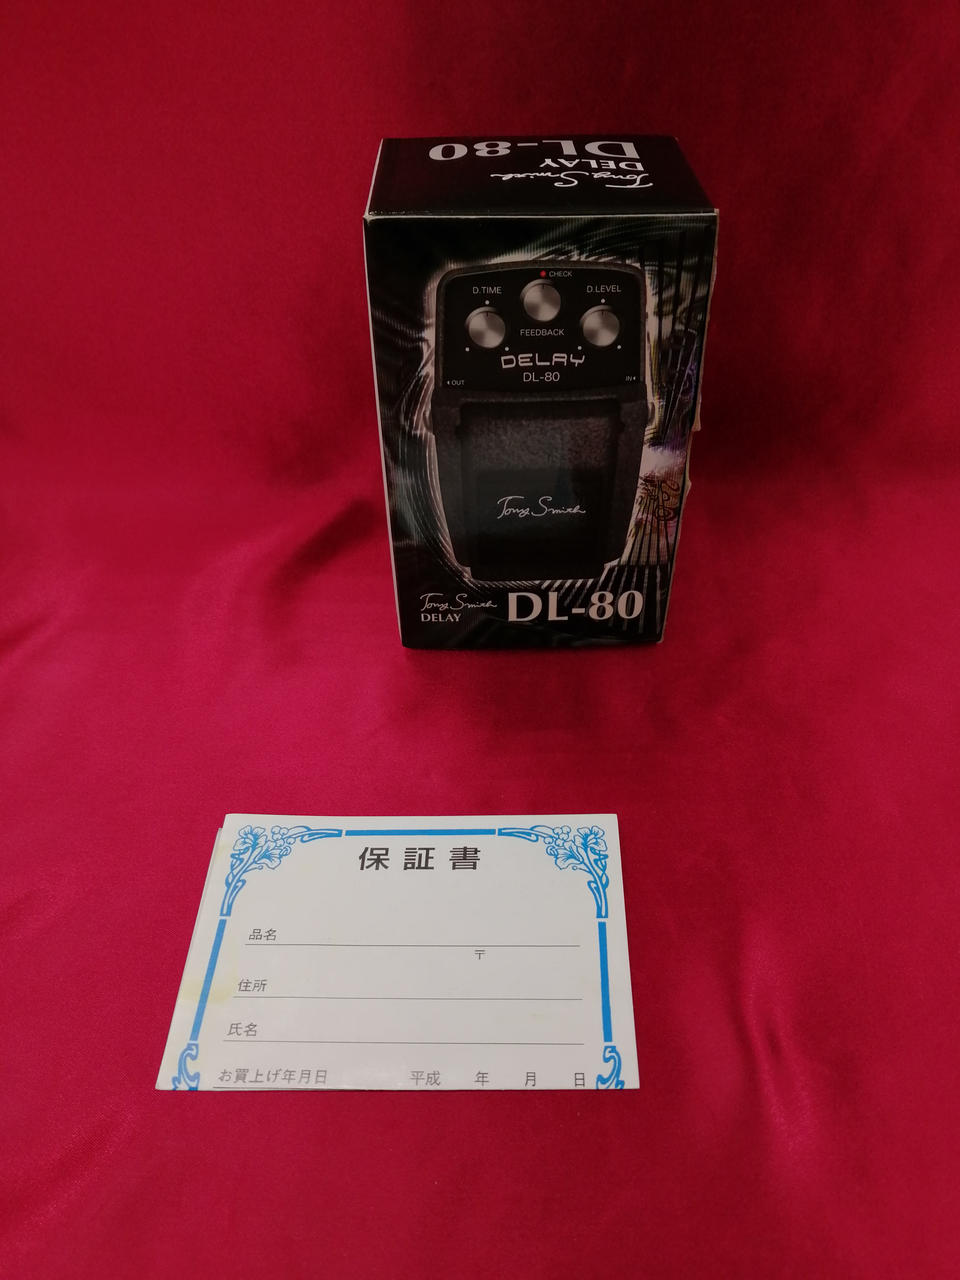 DL-80
DELAY
Tony Smith
CHECK
D.TIME
D.LEVEL
FEEDBACK
DELAY
DL-80
OUT
IN
Tony Smith
Tony Smith
DELAY
DL-80
保証書
品名
〒
住所
氏名
お買上げ年月日 平成 年 月 日